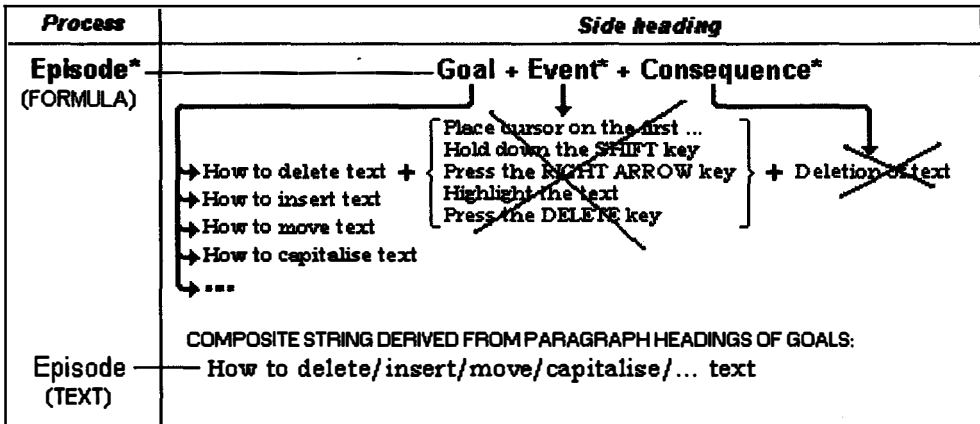 Process Side heading
Episode* Goal + Event* + Consequence*
(FORMULA)
Place cursor on the first ...
Hold down the SHIFT key
How to delete text + Press the RIGHT ARROW key + Deletion of text
How to insert text Highlight the text
How to move text Press the DELETE key
How to capitalise text
...
COMPOSITE STRING DERIVED FROM PARAGRAPH HEADINGS OF GOALS:
Episode How to delete/insert/move/capitalise/... text
(TEXT)